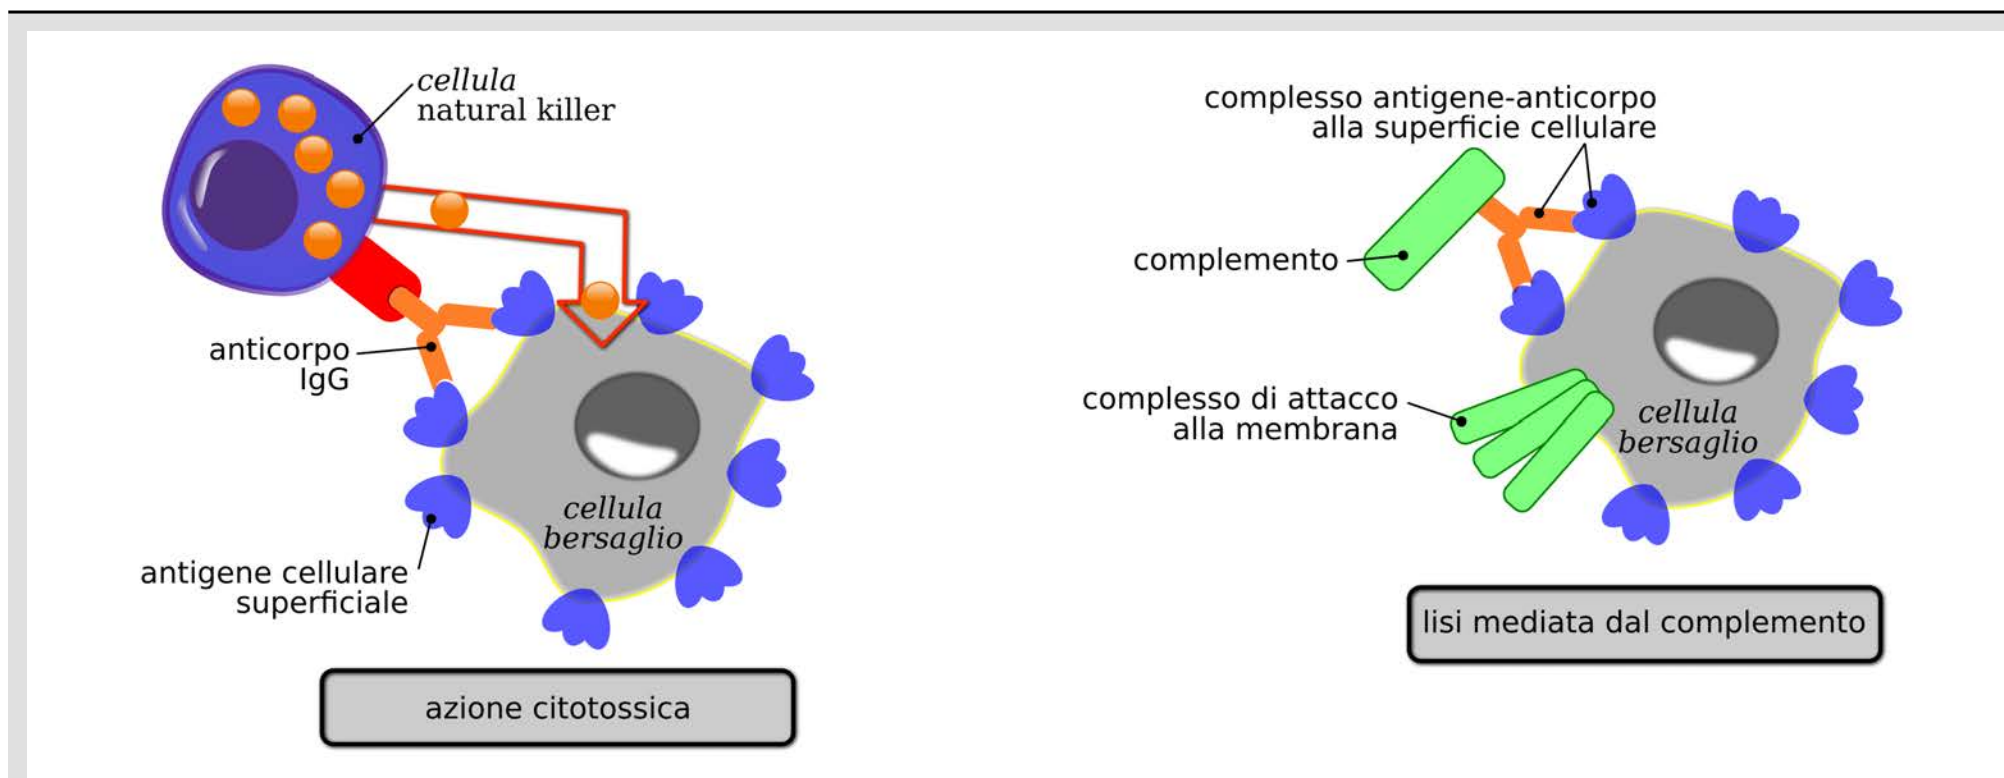 cellula
natural killer
anticorpo
IgG
antigene cellulare
superficiale
cellula
bersaglio
azione citotossica
complesso antigene-anticorpo
alla superficie cellulare
complemento
complesso di attacco
alla membrana
cellula
bersaglio
lisi mediata dal complemento